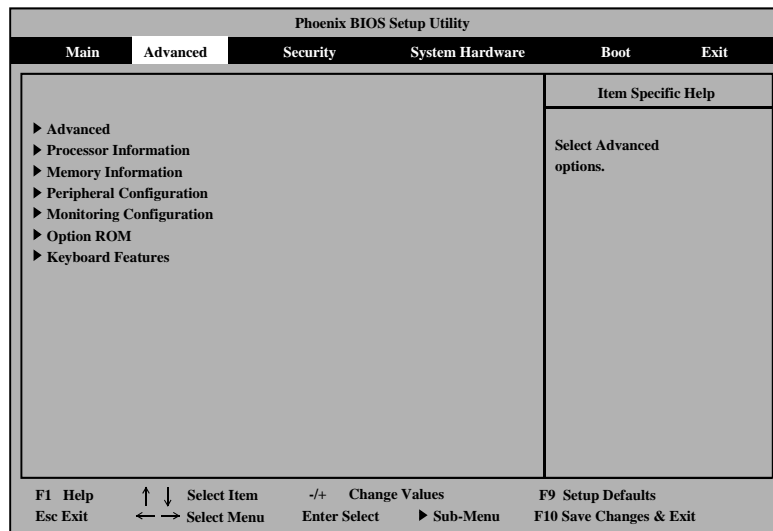 Phoenix BIOS Setup Utility
Main Advanced Security System Hardware Boot Exit
Item Specific Help
Advanced
Processor Information
Memory Information
Peripheral Configuration
Monitoring Configuration
Option ROM
Keyboard Features
Select Advanced
options.
F1 Help ↑ ↓ Select Item -/+ Change Values F9 Setup Defaults
Esc Exit ← → Select Menu Enter Select ▶ Sub-Menu F10 Save Changes & Exit